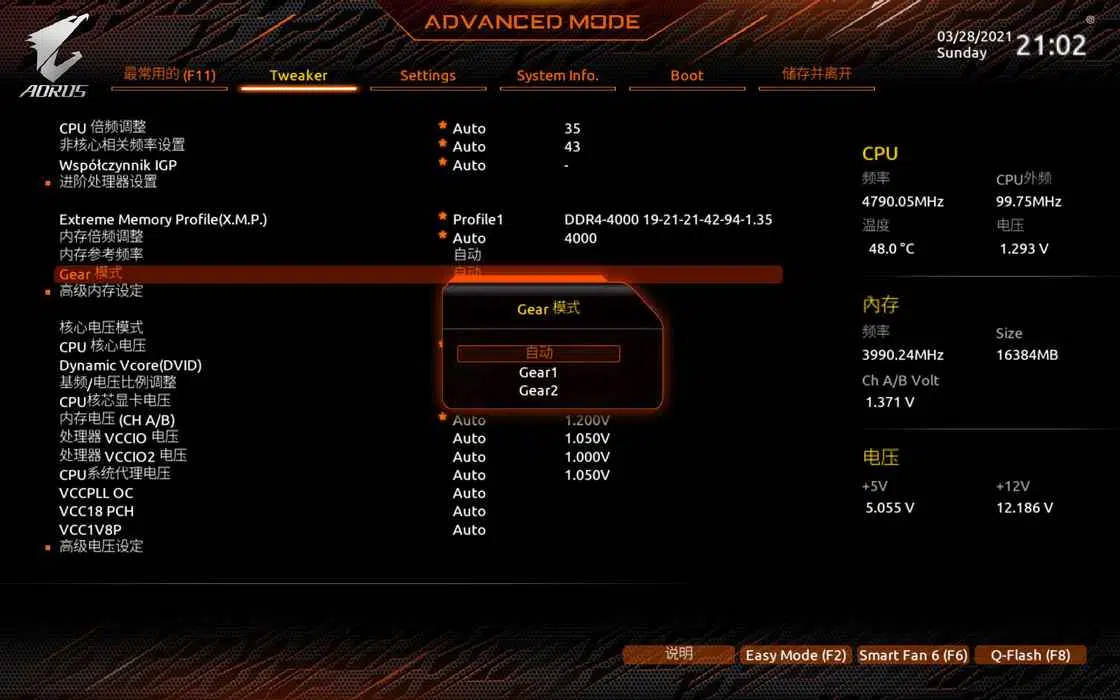 ADVANCED MODE
AORUS
03/28/2021
Sunday
21:02
最常用的 (F11)
Tweaker
Settings
System Info.
Boot
储存并离开
CPU 倍频调整 Auto 35
非核心相关频率设置 Auto 43
Współczynnik IGP Auto -
进阶处理器设置
Extreme Memory Profile(X.M.P.) Profile1 DDR4-4000 19-21-21-42-94-1.35
内存倍频调整 Auto 4000
内存参考频率 自动
Gear 模式 自动
高级内存设定
核心电压模式
CPU 核心电压
Dynamic Vcore(DVID)
基频/电压比例调整
CPU核芯显卡电压
内存电压 (CH A/B) Auto 1.200V
处理器 VCCIO 电压 Auto 1.050V
处理器 VCCIO2 电压 Auto 1.000V
CPU系统代理电压 Auto 1.050V
VCCPLL OC Auto
VCC18 PCH Auto
VCC1V8P Auto
高级电压设定
Gear 模式
自动
Gear1
Gear2
CPU
频率 CPU外频
4790.05MHz 99.75MHz
温度 电压
48.0 °C 1.293 V
内存
频率 Size
3990.24MHz 16384MB
Ch A/B Volt
1.371 V
电压
+5V +12V
5.055 V 12.186 V
说明
Easy Mode (F2)
Smart Fan 6 (F6)
Q-Flash (F8)